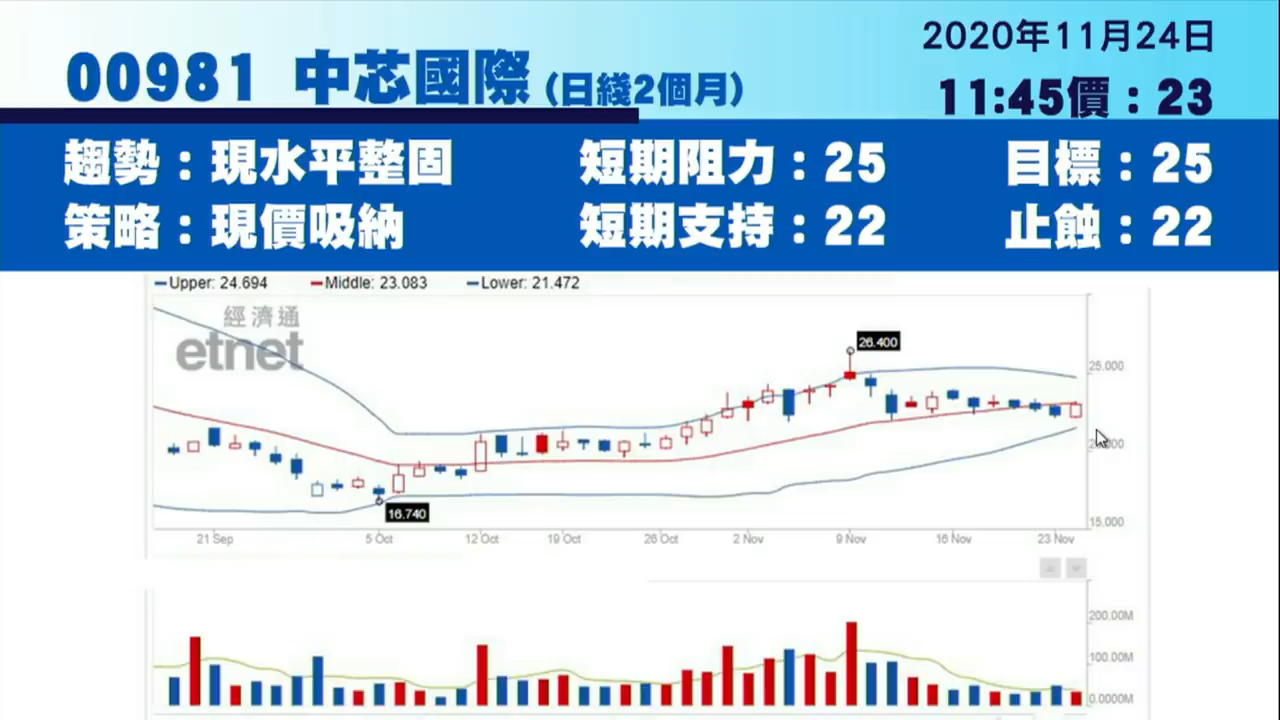 00981 中芯國際 (日綫2個月)
2020年11月24日
11:45價：23
趨勢：現水平整固 短期阻力：25 目標：25
策略：現價吸納 短期支持：22 止蝕：22
Upper: 24.694 Middle: 23.083 Lower: 21.472
經濟通
etnet
26.400
25.000
20.000
16.740
15.000
21 Sep 5 Oct 12 Oct 19 Oct 26 Oct 2 Nov 9 Nov 16 Nov 23 Nov
200.00M
100.00M
0.0000M